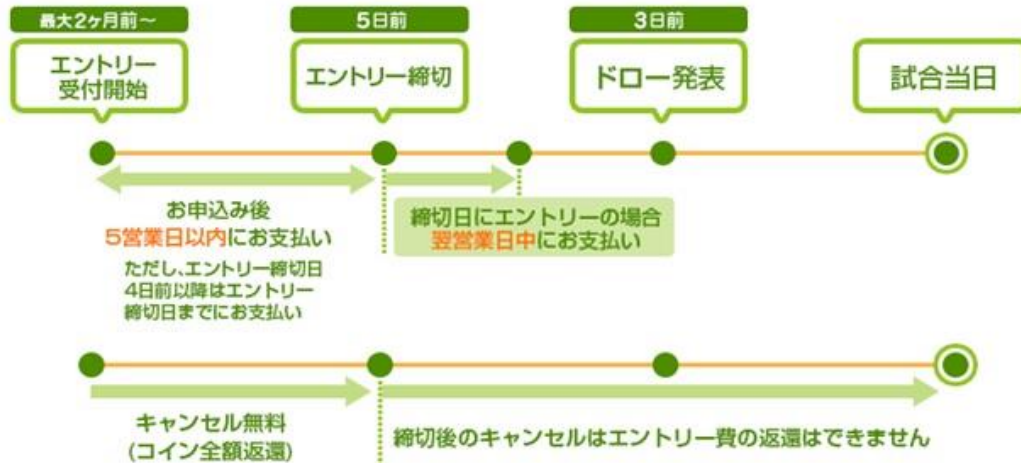 最大2ヶ月前～
5日前
3日前
エントリー
受付開始
エントリー締切
ドロー発表
試合当日
お申込み後
5営業日以内にお支払い
ただし、エントリー締切日
4日前以降はエントリー
締切日までにお支払い
締切日にエントリーの場合
翌営業日中にお支払い
キャンセル無料
(コイン全額返還)
締切後のキャンセルはエントリー費の返還はできません